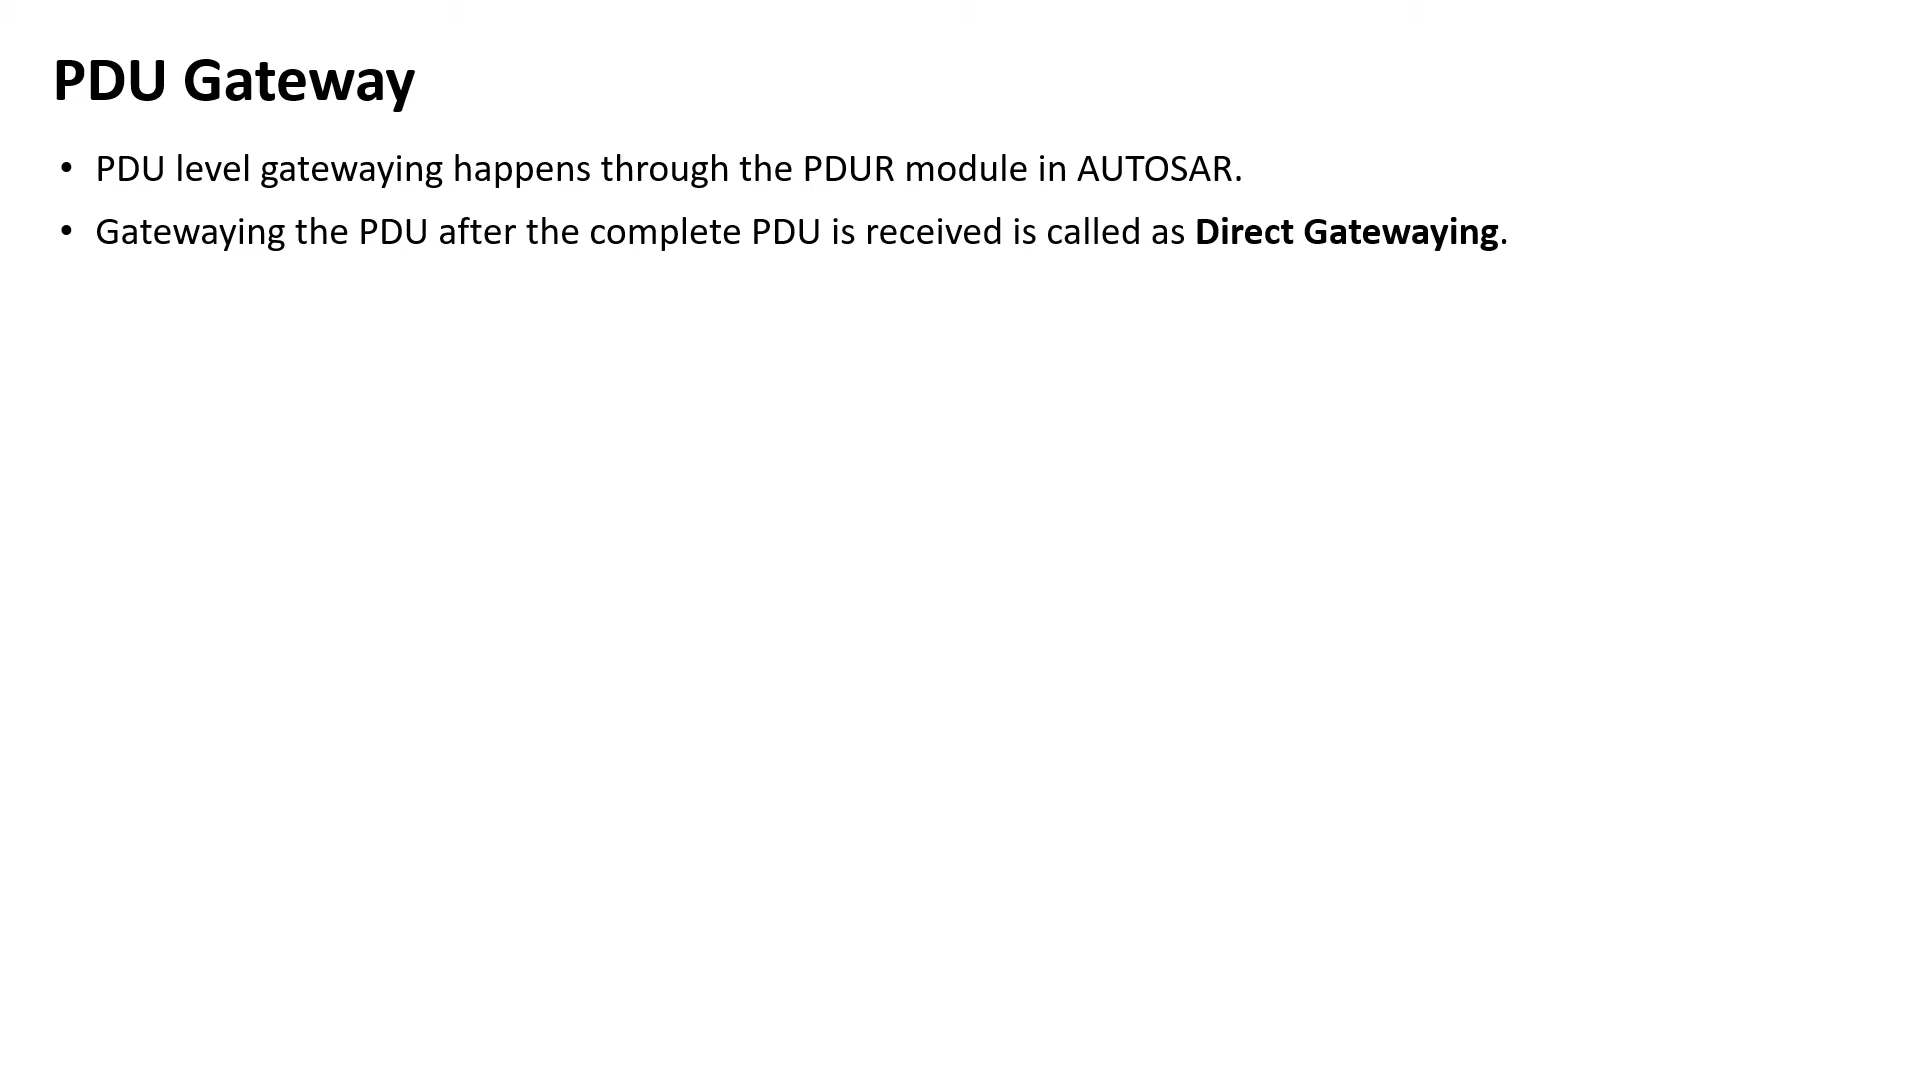 PDU Gateway
• PDU level gatewaying happens through the PDUR module in AUTOSAR.
• Gatewaying the PDU after the complete PDU is received is called as Direct Gatewaying.